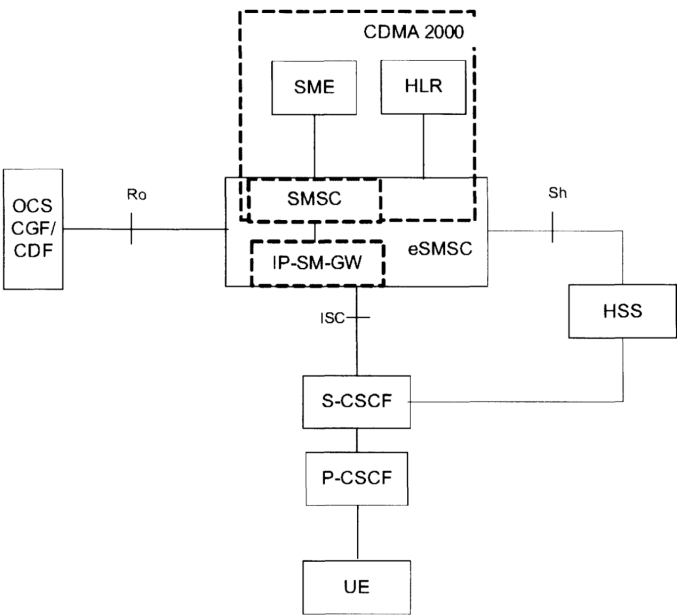 CDMA 2000
SME
HLR
OCS
CGF/
CDF
Ro
SMSC
Sh
eSMSC
IP-SM-GW
HSS
ISC
S-CSCF
P-CSCF
UE